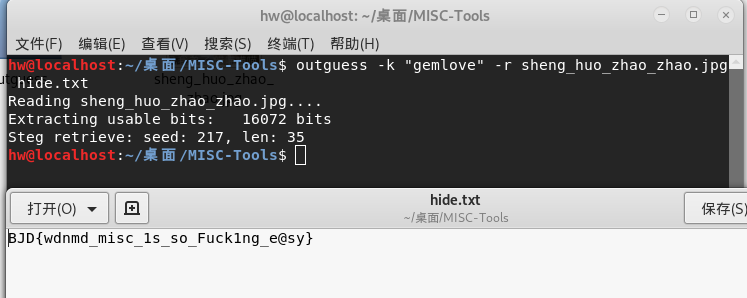 hw@localhost: ~/桌面/MISC-Tools
文件(F) 编辑(E) 查看(V) 搜索(S) 终端(T) 帮助(H)
hw@localhost:~/桌面/MISC-Tools$ outguess -k "gemlove" -r sheng_huo_zhao_zhao.jpg
hide.txt
sheng_huo_zhao_
Reading sheng_huo_zhao_zhao.jpg....
Extracting usable bits:   16072 bits
Steg retrieve: seed: 217, len: 35
hw@localhost:~/桌面/MISC-Tools$
打开(O)
hide.txt
~/桌面/MISC-Tools
保存(S)
BJD{wdnmd_misc_1s_so_Fuck1ng_e@sy}